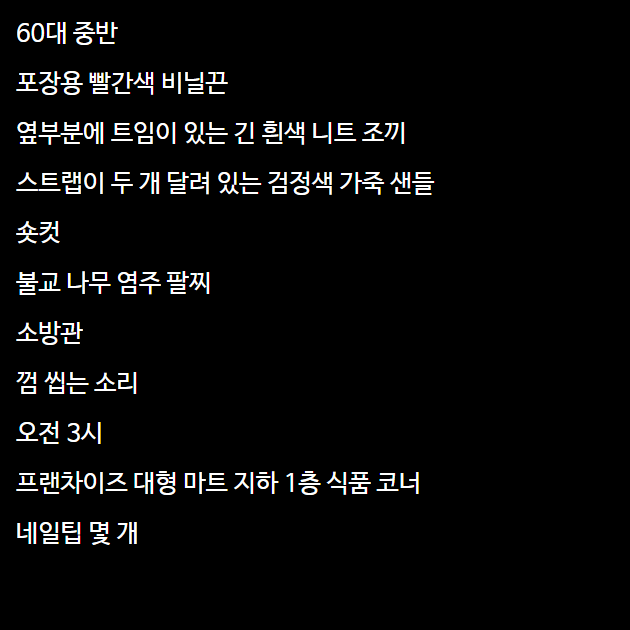 60대 중반
포장용 빨간색 비닐끈
옆부분에 트임이 있는 긴 흰색 니트 조끼
스트랩이 두 개 달려 있는 검정색 가죽 샌들
숏컷
불교 나무 염주 팔찌
소방관
껌 씹는 소리
오전 3시
프랜차이즈 대형 마트 지하 1층 식품 코너
네일팁 몇 개